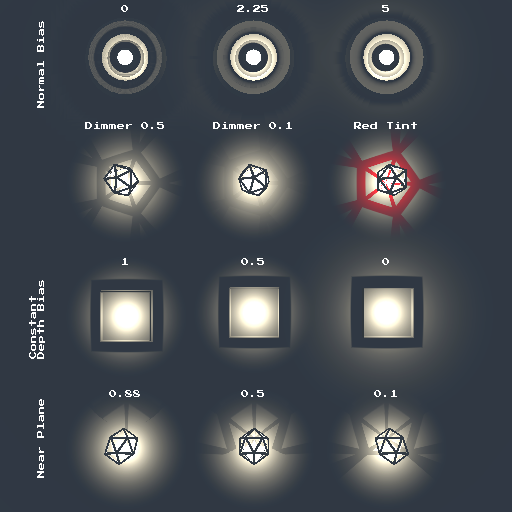 Normal Bias
0 2.25 5
Dimmer 0.5 Dimmer 0.1 Red Tint
Constant
Depth Bias
1 0.5 0
Near Plane
0.88 0.5 0.1